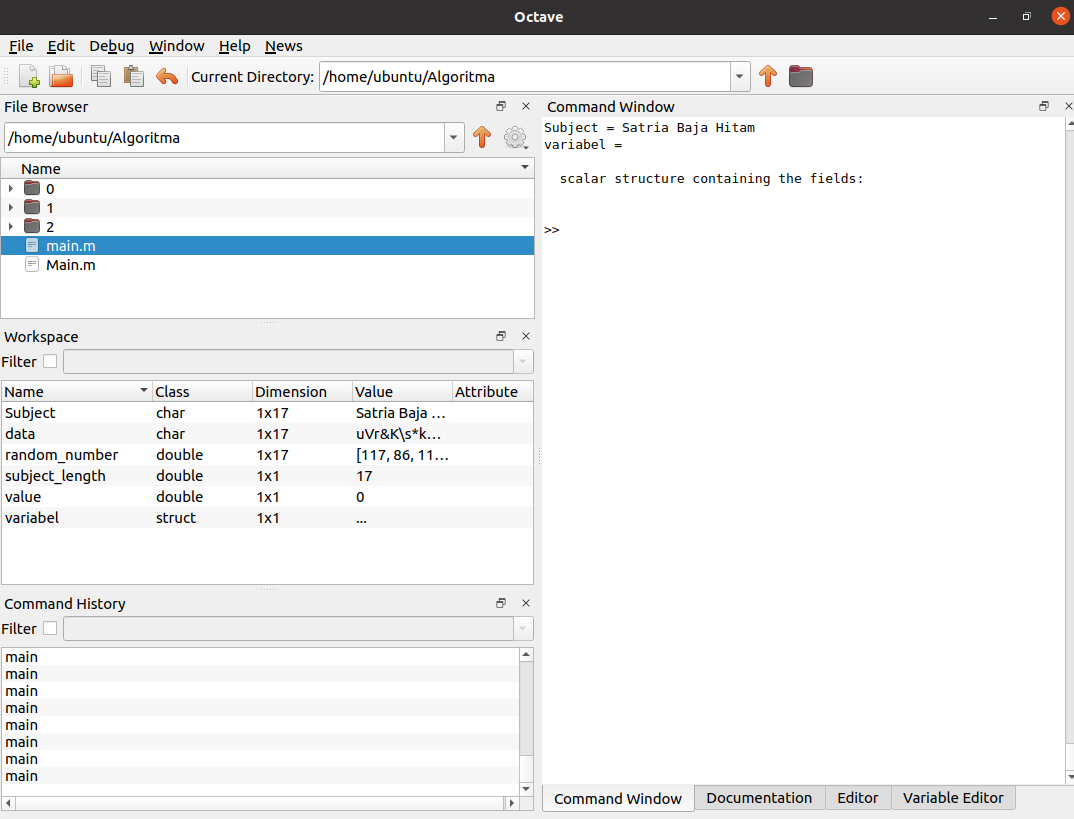 Octave
File Edit Debug Window Help News
Current Directory: /home/ubuntu/Algoritma
File Browser
/home/ubuntu/Algoritma
Name
0
1
2
main.m
Main.m
Workspace
Filter
Name Class Dimension Value Attribute
Subject char 1x17 Satria Baja ...
data char 1x17 uVr&K\s*k...
random_number double 1x17 [117, 86, 11...
subject_length double 1x1 17
value double 1x1 0
variabel struct 1x1 ...
Command History
Filter
main
main
main
main
main
main
main
main
Command Window
Subject = Satria Baja Hitam
variabel =
scalar structure containing the fields:
>>
Command Window Documentation Editor Variable Editor